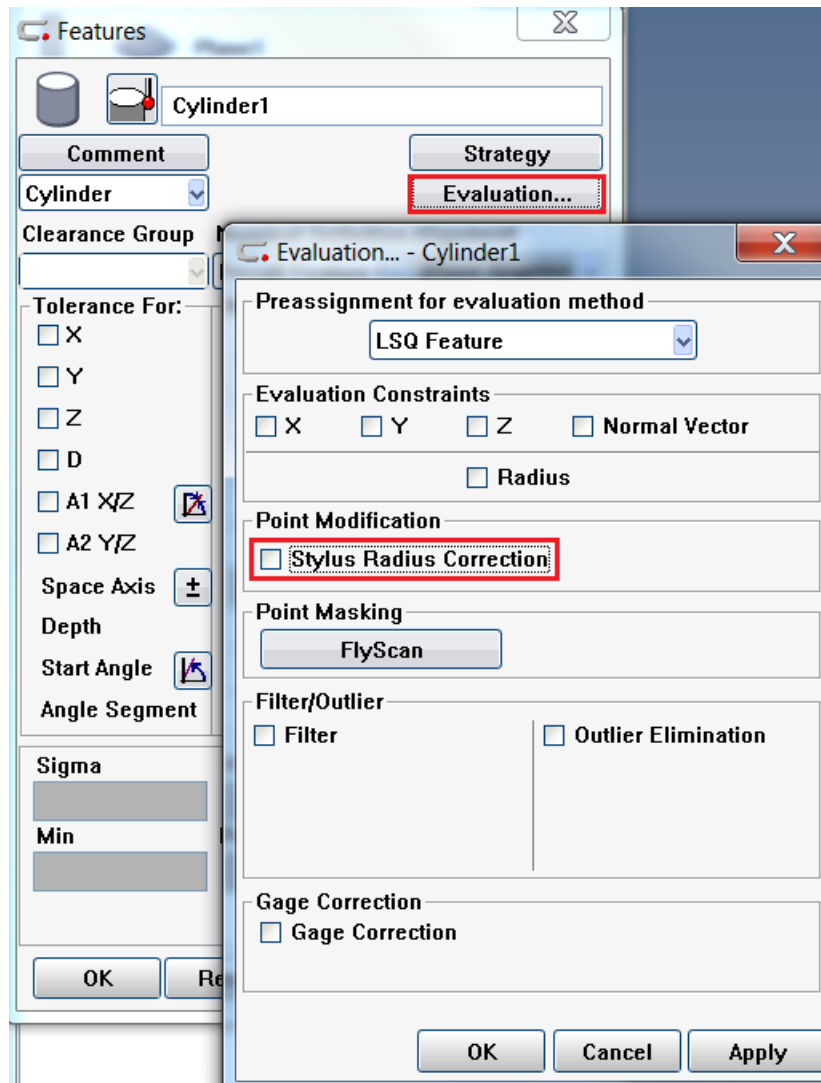 Features
Cylinder1
Comment
Strategy
Cylinder
Evaluation...
Clearance Group
Evaluation... - Cylinder1
Tolerance For:
X
Y
Z
D
A1 X/Z
A2 Y/Z
Space Axis ±
Depth
Start Angle
Angle Segment
Sigma
Min
OK
Preassignment for evaluation method
LSQ Feature
Evaluation Constraints
X Y Z Normal Vector
Radius
Point Modification
Stylus Radius Correction
Point Masking
FlyScan
Filter/Outlier
Filter
Outlier Elimination
Gage Correction
Gage Correction
OK Cancel Apply